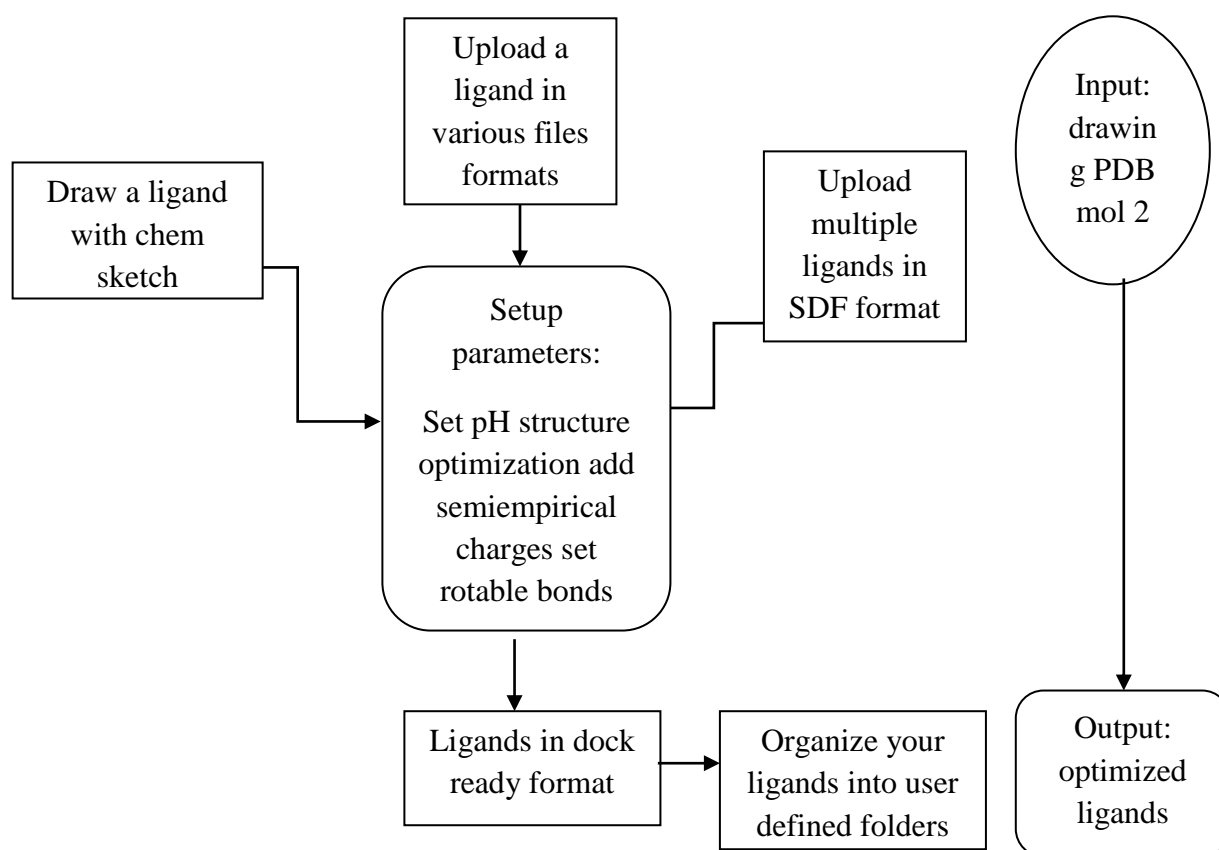 Upload a
ligand in
various files
formats
Input:
drawin
g PDB
mol 2
Draw a ligand
with chem
sketch
Upload
multiple
ligands in
SDF format
Setup
parameters:
Set pH structure
optimization add
semiempirical
charges set
rotable bonds
Ligands in dock
ready format
Organize your
ligands into user
defined folders
Output:
optimized
ligands